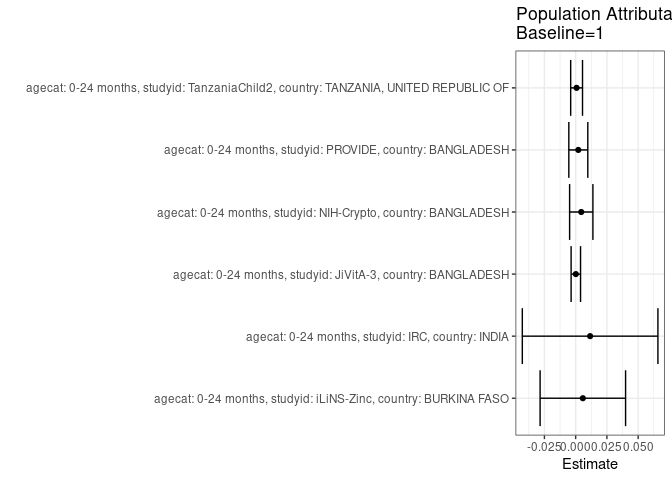 Population Attributa
Baseline=1
agecat: 0-24 months, studyid: TanzaniaChild2, country: TANZANIA, UNITED REPUBLIC OF
agecat: 0-24 months, studyid: PROVIDE, country: BANGLADESH
agecat: 0-24 months, studyid: NIH-Crypto, country: BANGLADESH
agecat: 0-24 months, studyid: JiVitA-3, country: BANGLADESH
agecat: 0-24 months, studyid: IRC, country: INDIA
agecat: 0-24 months, studyid: iLiNS-Zinc, country: BURKINA FASO
-0.025 0.000 0.025 0.050
Estimate